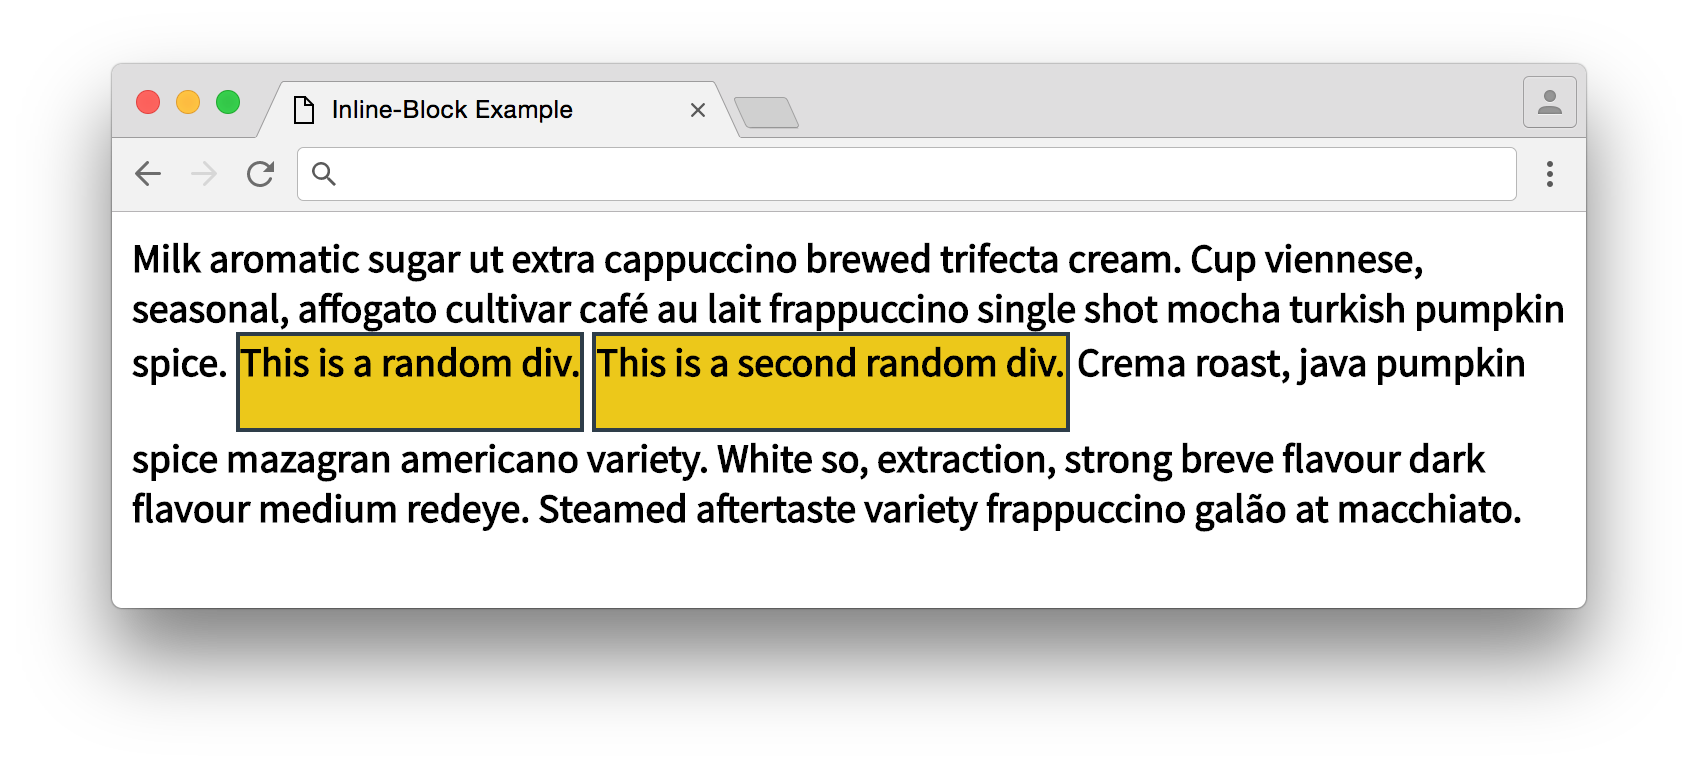 Inline-Block Example
Milk aromatic sugar ut extra cappuccino brewed trifecta cream. Cup viennese,
seasonal, affogato cultivar café au lait frappuccino single shot mocha turkish pumpkin
spice. This is a random div. This is a second random div. Crema roast, java pumpkin
spice mazagran americano variety. White so, extraction, strong breve flavour dark
flavour medium redeye. Steamed aftertaste variety frappuccino galão at macchiato.